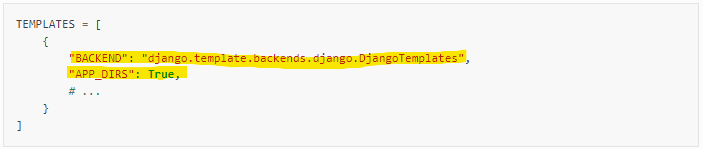 TEMPLATES = [
    {
        "BACKEND": "django.template.backends.django.DjangoTemplates",
        "APP_DIRS": True,
        # ...
    }
]